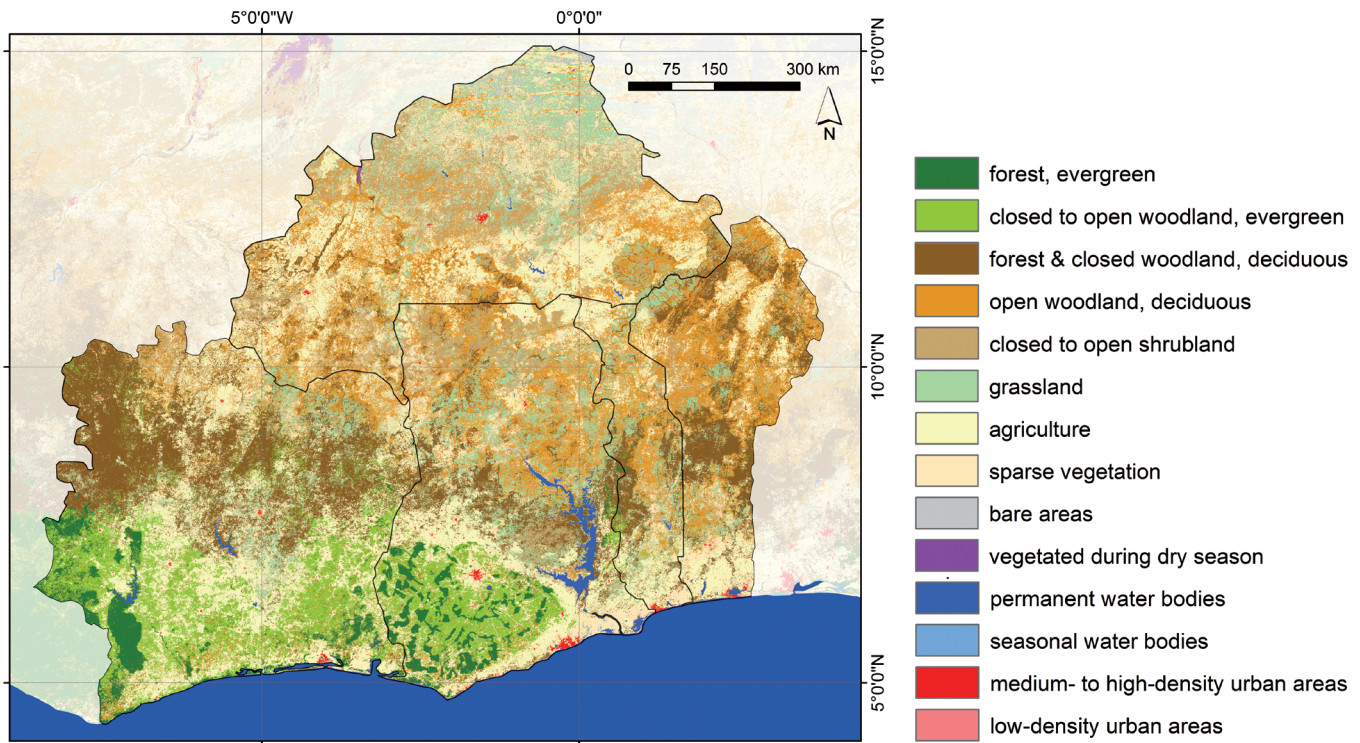 5°0'0"W
0°0'0"
15°0'0"N
0 75 150 300 km
N
10°0'0"N
5°0'0"N
forest, evergreen
closed to open woodland, evergreen
forest & closed woodland, deciduous
open woodland, deciduous
closed to open shrubland
grassland
agriculture
sparse vegetation
bare areas
vegetated during dry season
permanent water bodies
seasonal water bodies
medium- to high-density urban areas
low-density urban areas